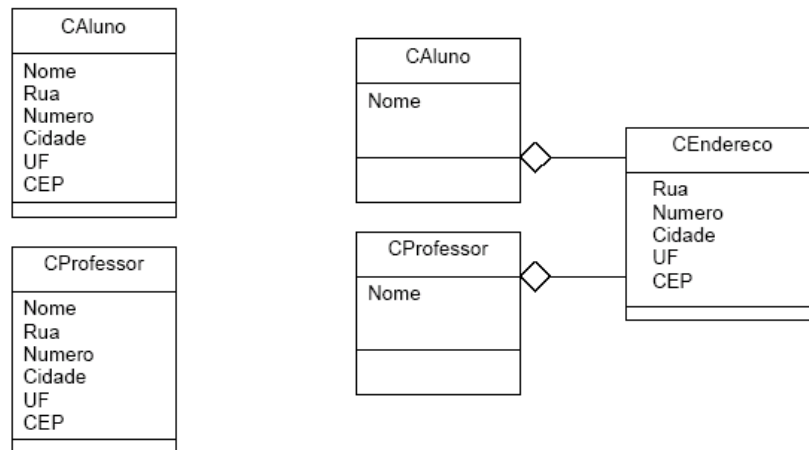 CAluno
Nome
Rua
Numero
Cidade
UF
CEP
CProfessor
Nome
Rua
Numero
Cidade
UF
CEP
CAluno
Nome
CProfessor
Nome
CEndereco
Rua
Numero
Cidade
UF
CEP